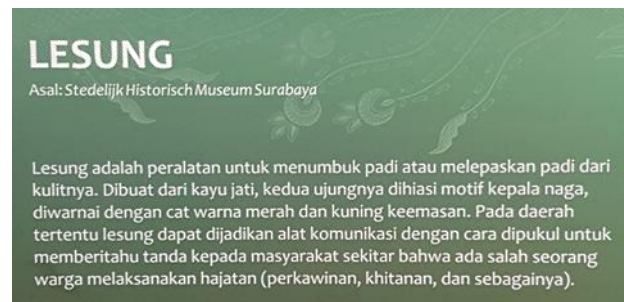 LESUNG
Asal: Stedelijk Historisch Museum Surabaya
Lesung adalah peralatan untuk menumbuk padi atau melepaskan padi dari
kulitnya. Dibuat dari kayu jati, kedua ujungnya dihiasi motif kepala naga,
diwarnai dengan cat warna merah dan kuning keemasan. Pada daerah
tertentu lesung dapat dijadikan alat komunikasi dengan cara dipukul untuk
memberitahu tanda kepada masyarakat sekitar bahwa ada salah seorang
warga melaksanakan hajatan (perkawinan, khitanan, dan sebagainya).